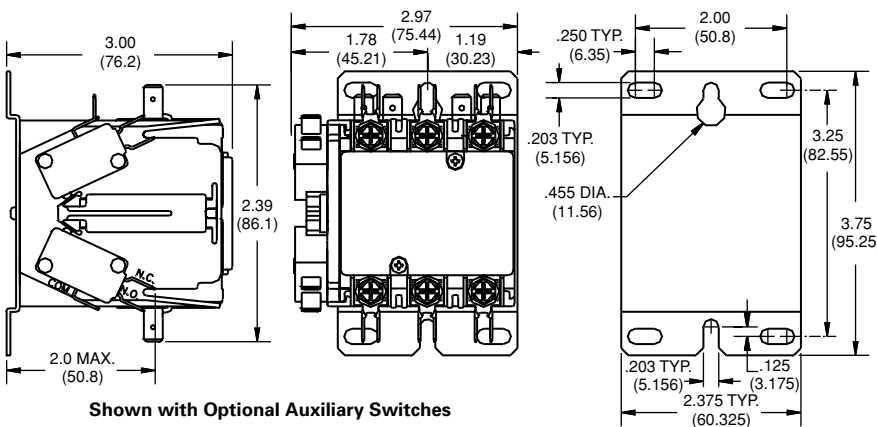 3.00
(76.2)
2.39
(86.1)
N.C.
COM
N.O
2.0 MAX.
(50.8)
2.97
(75.44)
1.78
(45.21)
1.19
(30.23)
.250 TYP.
(6.35)
2.00
(50.8)
.203 TYP.
(5.156)
.455 DIA.
(11.56)
3.25
(82.55)
3.75
(95.25
.203 TYP.
(5.156)
.125
(3.175)
2.375 TYP.
(60.325)
Shown with Optional Auxiliary Switches